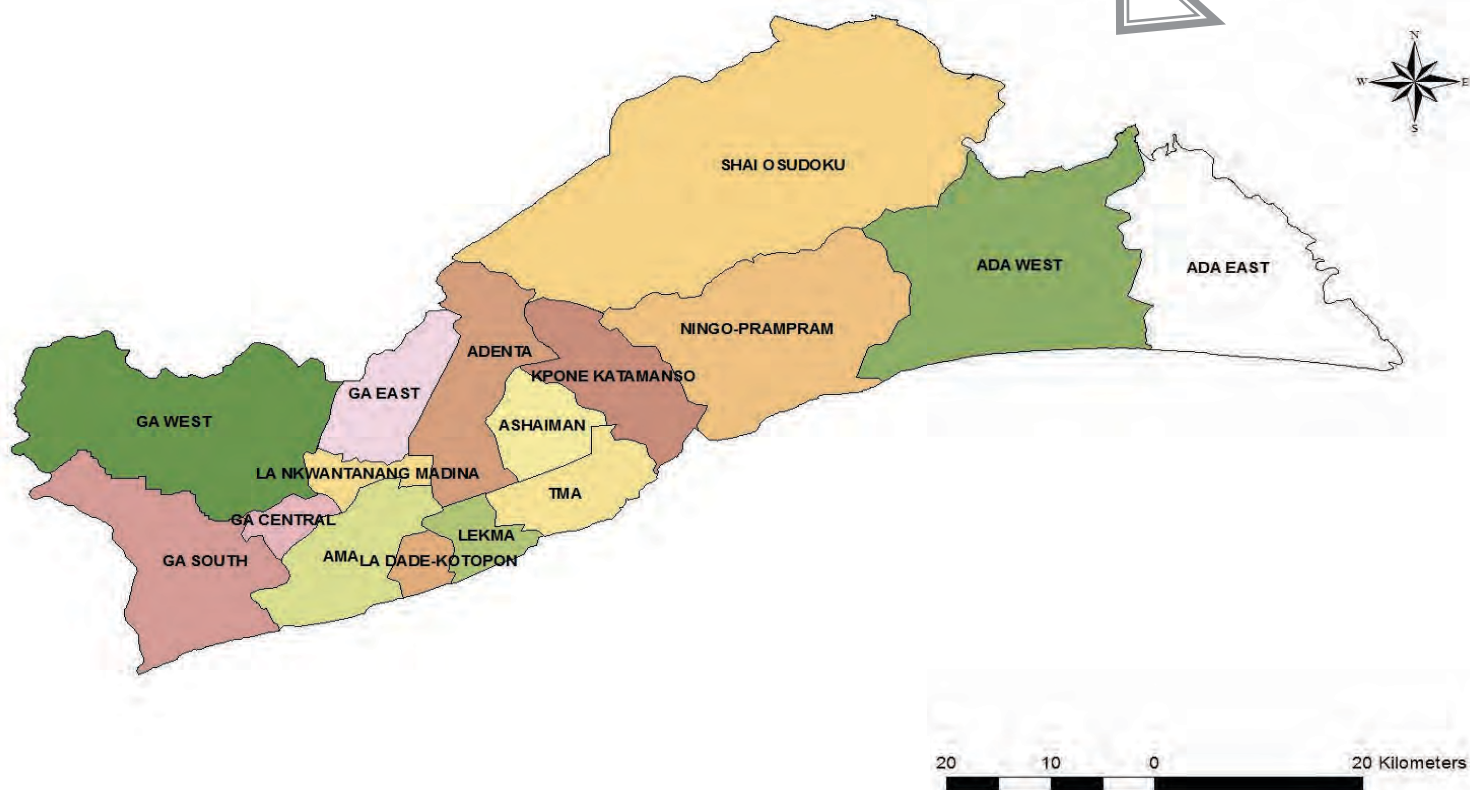 N
W E
S
SHAI OSUDOKU
ADA WEST
ADA EAST
NINGO-PRAMPRAM
ADENTA
KPONE KATAMANSO
GA EAST
GA WEST
ASHAIMAN
LA NKWANTANANG MADINA
TMA
GA CENTRAL
LEKMA
GA SOUTH
AMA
LA DADE-KOTOPON
20 10 0 20 Kilometers